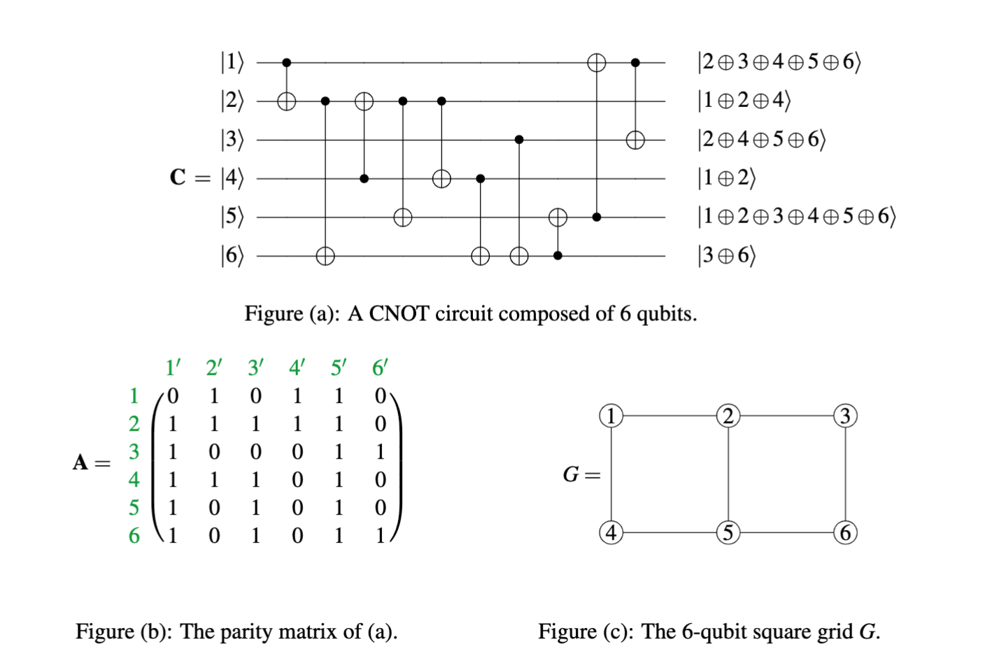 |1⟩ |2⊕3⊕4⊕5⊕6⟩
|2⟩ |1⊕2⊕4⟩
|3⟩ |2⊕4⊕5⊕6⟩
C = |4⟩ |1⊕2⟩
|5⟩ |1⊕2⊕3⊕4⊕5⊕6⟩
|6⟩ |3⊕6⟩
Figure (a): A CNOT circuit composed of 6 qubits.
1′ 2′ 3′ 4′ 5′ 6′
1 0 1 0 1 1 0
2 1 1 1 1 1 0
3 1 0 0 0 1 1
A =
4 1 1 1 0 1 0
5 1 0 1 0 1 0
6 1 0 1 0 1 1
Figure (b): The parity matrix of (a).
1 2 3
G =
4 5 6
Figure (c): The 6-qubit square grid G.